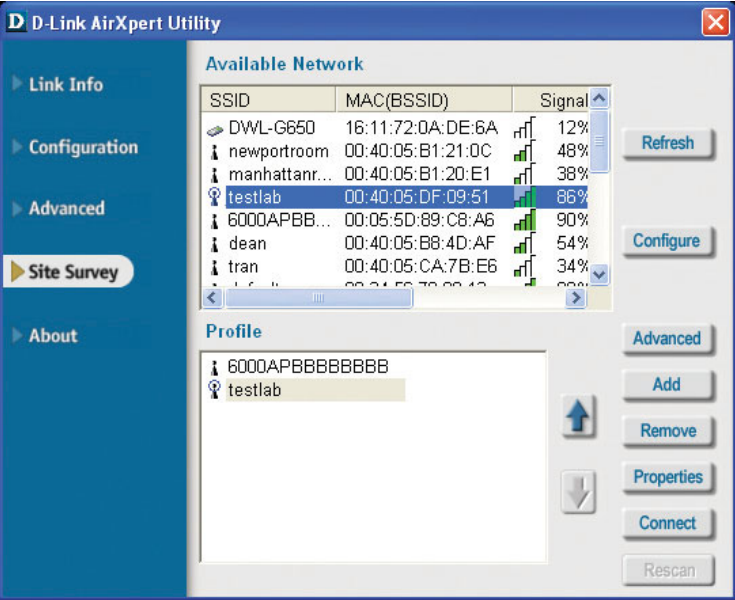 D D-Link AirXpert Utility
Link Info
Configuration
Advanced
Site Survey
About
Available Network
SSID MAC(BSSID) Signal
DWL-G650 16:11:72:0A:DE:6A 12%
newportroom 00:40:05:B1:21:0C 48%
manhattanr... 00:40:05:B1:20:E1 38%
testlab 00:40:05:DF:09:51 86%
6000APBB... 00:05:5D:89:C8:A6 90%
dean 00:40:05:B8:4D:AF 54%
tran 00:40:05:CA:7B:E6 34%
Refresh
Configure
Profile
6000APBBBBBBBB
testlab
Advanced
Add
Remove
Properties
Connect
Rescan